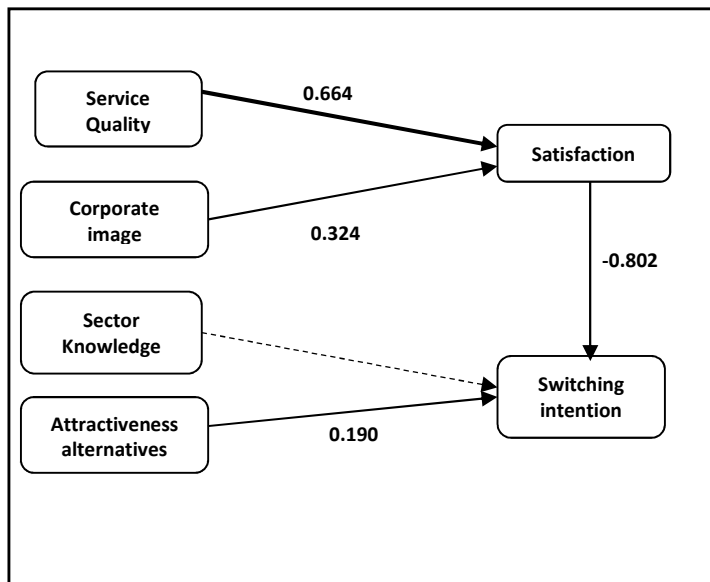 Service
Quality
0.664
Satisfaction
Corporate
image
0.324
-0.802
Sector
Knowledge
Switching
intention
Attractiveness
alternatives
0.190